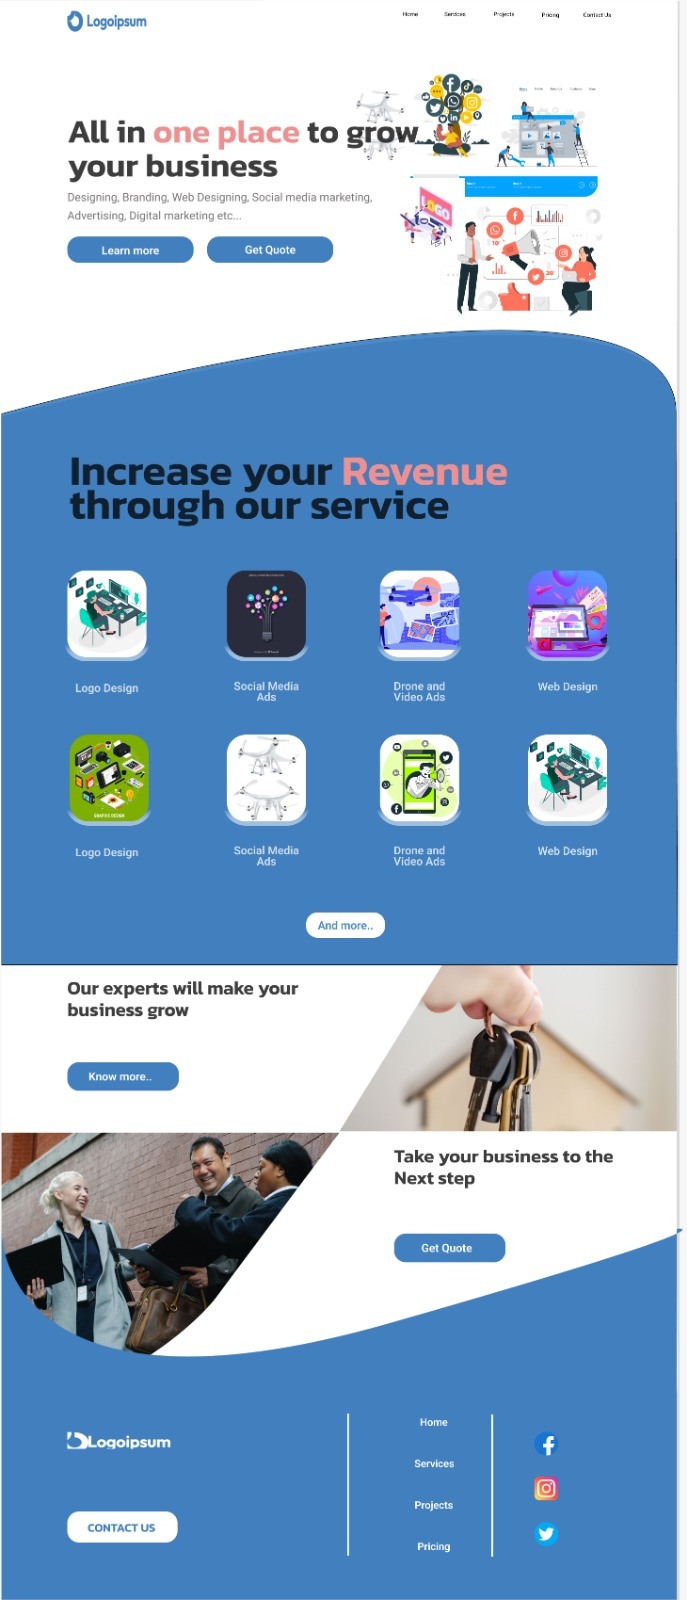 Logoipsum
Home Services Projects Pricing Contact Us
All in one place to grow
your business
Designing, Branding, Web Designing, Social media marketing,
Advertising, Digital marketing etc...
Learn more
Get Quote
LOGO
Increase your Revenue
through our service
Logo Design
Social Media
Ads
Drone and
Video Ads
Web Design
GRAPHIC DESIGN
Logo Design
Social Media
Ads
Drone and
Video Ads
Web Design
And more..
Our experts will make your
business grow
Know more..
Take your business to the
Next step
Get Quote
Logoipsum
CONTACT US
Home
Services
Projects
Pricing